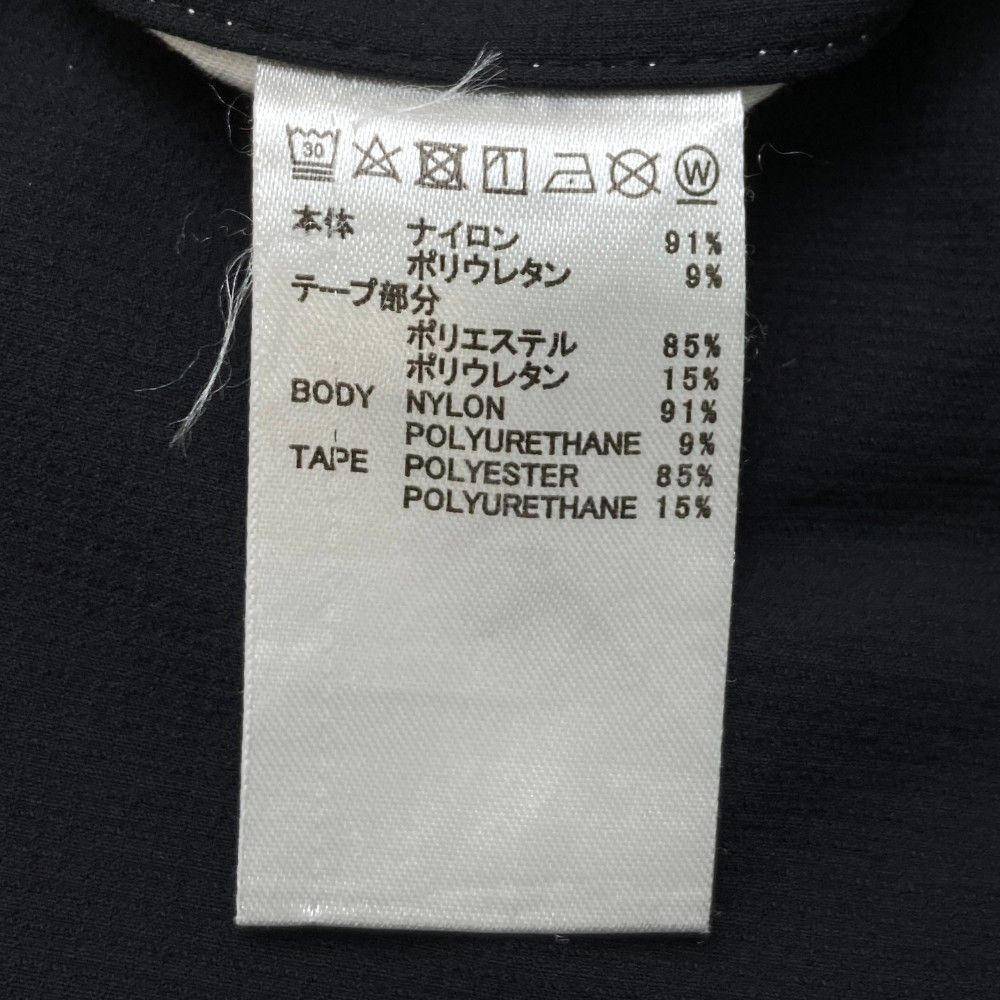 30 W
本体 ナイロン 91%
ポリウレタン 9%
テープ部分
ポリエステル 85%
ポリウレタン 15%
BODY NYLON 91%
POLYURETHANE 9%
TAPE POLYESTER 85%
POLYURETHANE 15%